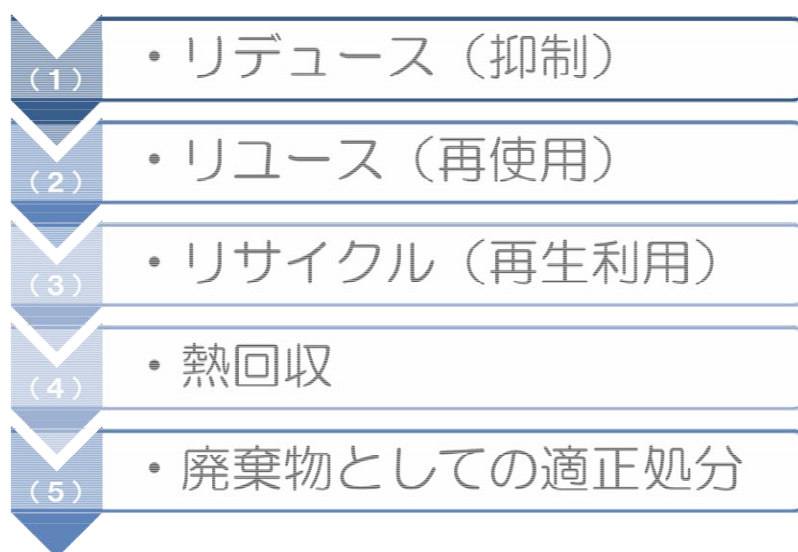 (1)
・リデュース（抑制）
(2)
・リユース（再使用）
(3)
・リサイクル（再生利用）
(4)
・熱回収
(5)
・廃棄物としての適正処分